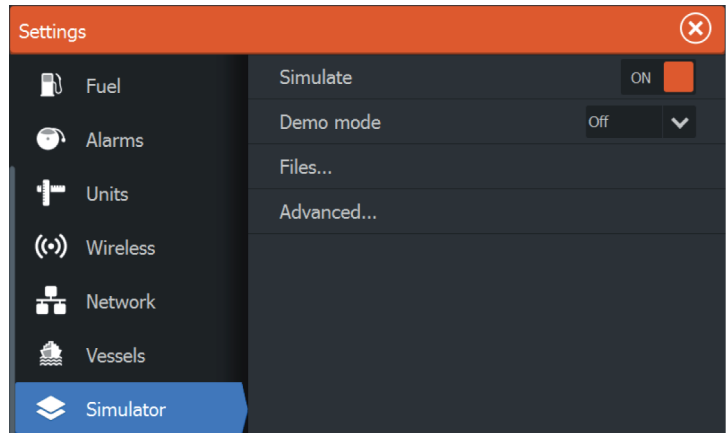 Settings
Fuel
Alarms
Units
Wireless
Network
Vessels
Simulator
Simulate ON
Demo mode Off
Files...
Advanced...